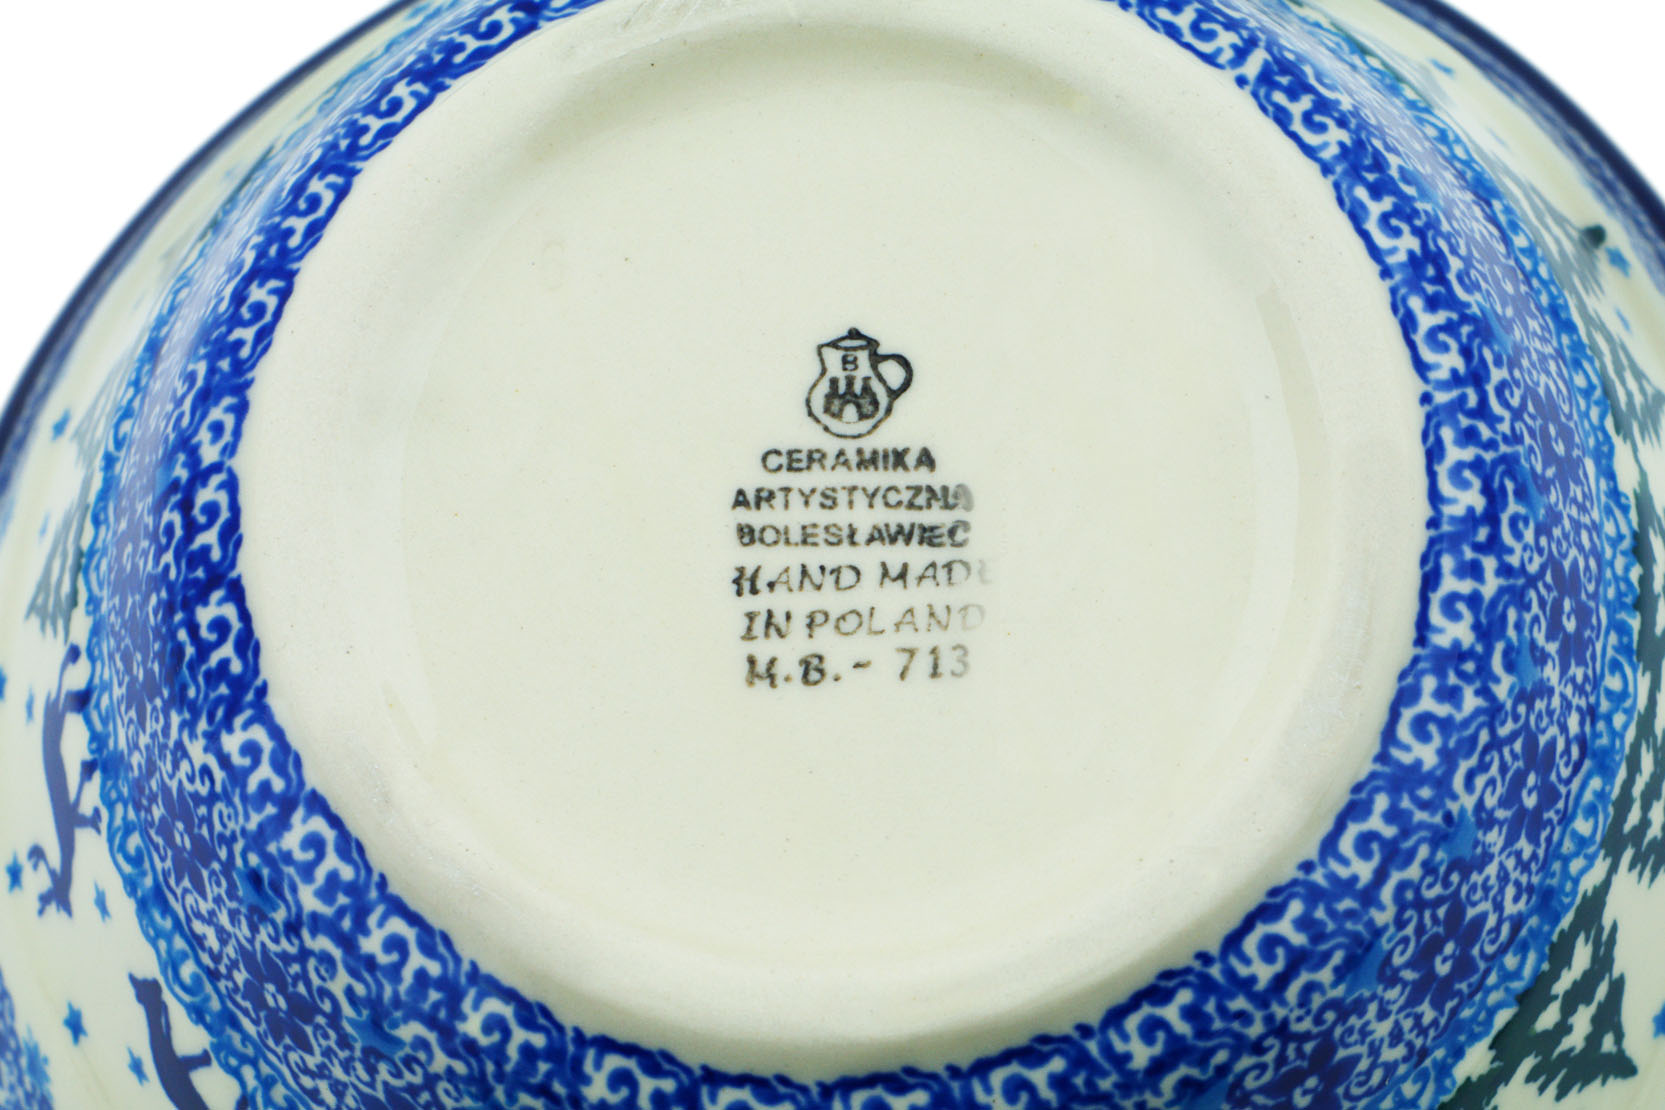 B
CERAMIKA
ARTYSTYCZNA
BOLESŁAWIEC
HAND MADE
IN POLAND
M.B.- 713